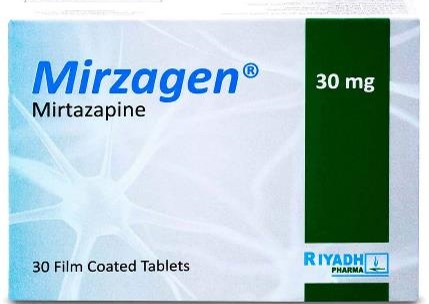 Mirzagen®
Mirtazapine
30 mg
30 Film Coated Tablets
RIYADH
PHARMA